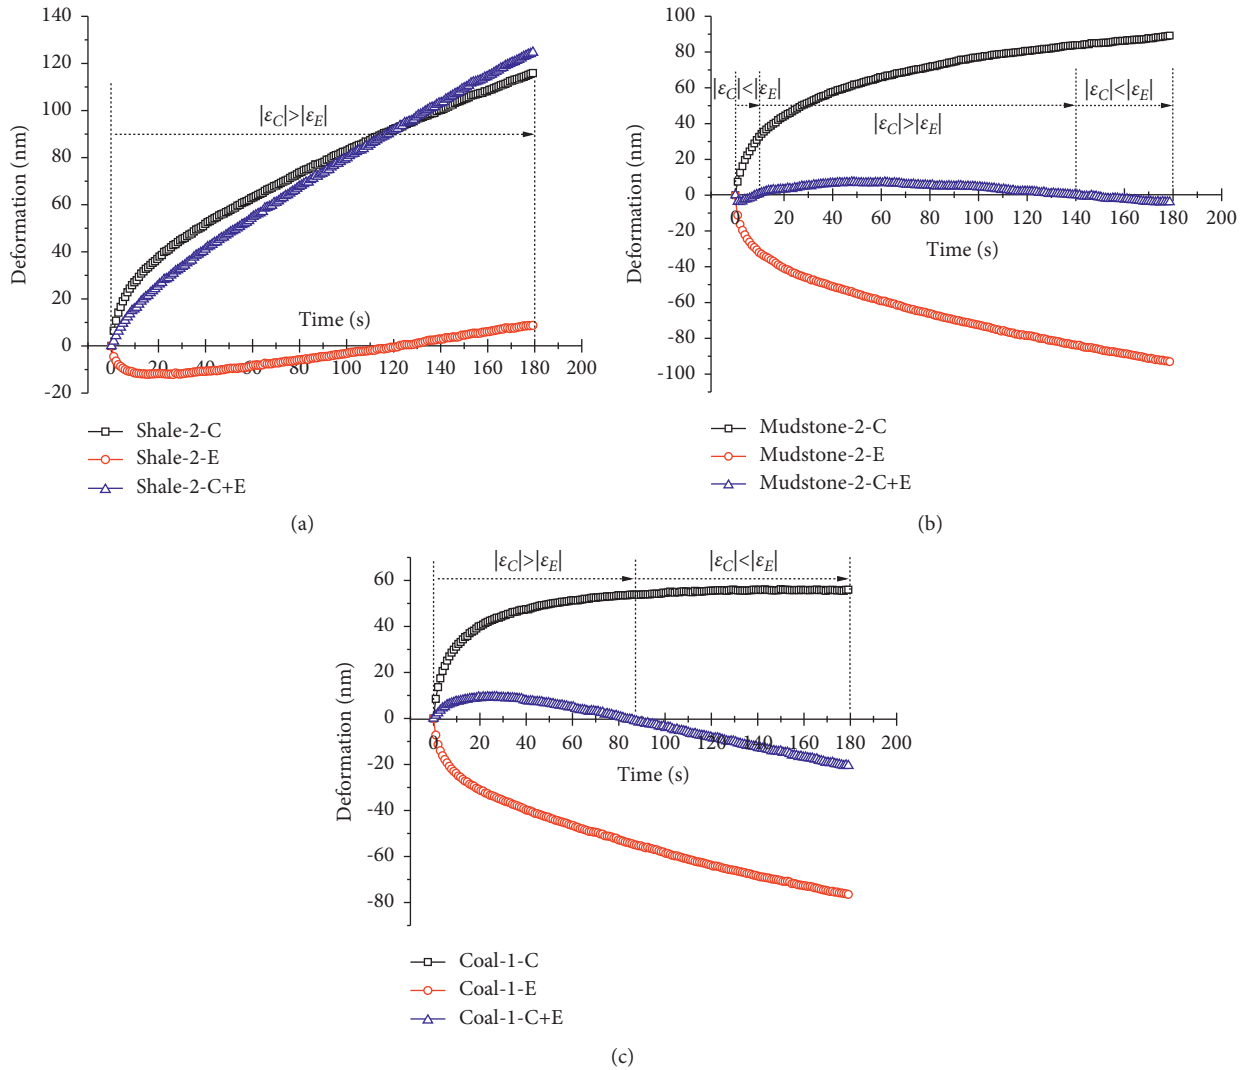 140
120
100
80
60
40
20
0
-20
Deformation (nm)
|εC|>|εE|
Time (s)
0 20 40 60 80 100 120 140 160 180 200
Shale-2-C
Shale-2-E
Shale-2-C+E
(a)
100
80
60
40
20
0
-20
-40
-60
-80
-100
Deformation (nm)
|εC|<|εE|
|εC|>|εE|
|εC|<|εE|
0 20 40 60 80 100 120 140 160 180 200
Time (s)
Mudstone-2-C
Mudstone-2-E
Mudstone-2-C+E
(b)
60
40
20
0
-20
-40
-60
-80
Deformation (nm)
|εC|>|εE|
|εC|<|εE|
0 20 40 60 80 100 120 140 160 180 200
Time (s)
Coal-1-C
Coal-1-E
Coal-1-C+E
(c)